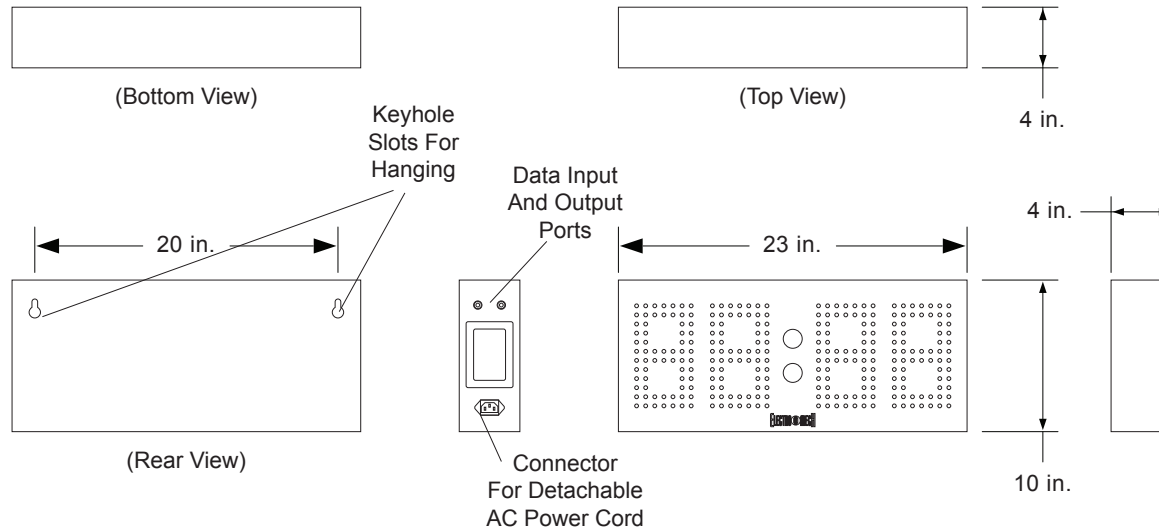 (Bottom View)
(Top View)
4 in.
Keyhole
Slots For
Hanging
Data Input
And Output
Ports
4 in.
20 in.
23 in.
(Rear View)
10 in.
Connector
For Detachable
AC Power Cord